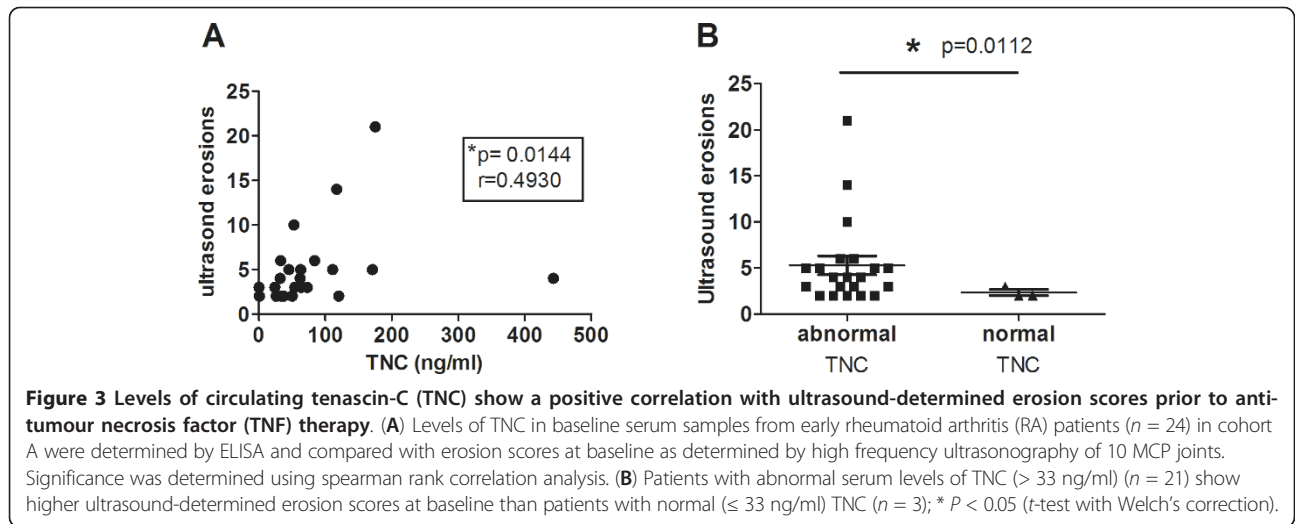 A
B
* p=0.0112
25
20
15
10
5
0
ultrasond erosions
*p= 0.0144
r=0.4930
0 100 200 300 400 500
TNC (ng/ml)
25
20
15
10
5
0
Ultrasound erosions
abnormal normal
TNC TNC
Figure 3 Levels of circulating tenascin-C (TNC) show a positive correlation with ultrasound-determined erosion scores prior to anti-
tumour necrosis factor (TNF) therapy. (A) Levels of TNC in baseline serum samples from early rheumatoid arthritis (RA) patients (n = 24) in cohort
A were determined by ELISA and compared with erosion scores at baseline as determined by high frequency ultrasonography of 10 MCP joints.
Significance was determined using spearman rank correlation analysis. (B) Patients with abnormal serum levels of TNC (> 33 ng/ml) (n = 21) show
higher ultrasound-determined erosion scores at baseline than patients with normal (≤ 33 ng/ml) TNC (n = 3); * P < 0.05 (t-test with Welch's correction).